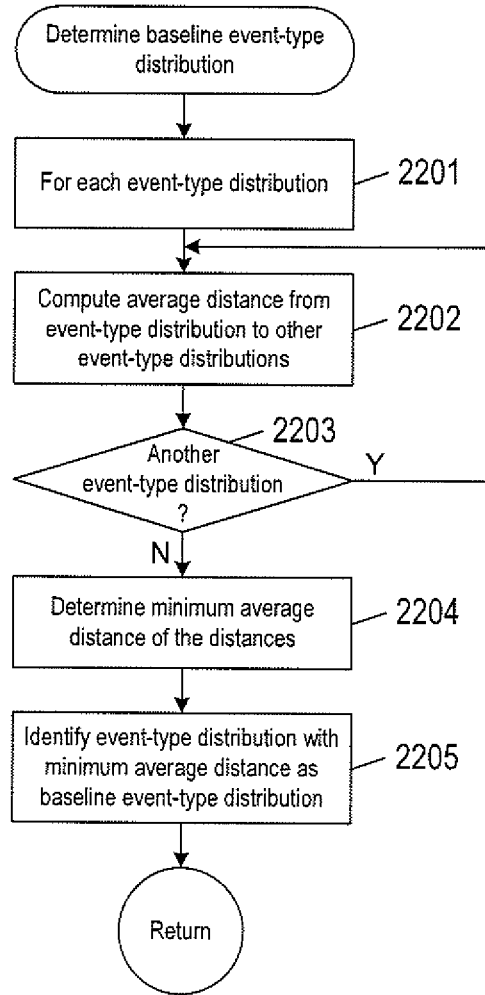 Determine baseline event-type
distribution
For each event-type distribution
2201
Compute average distance from
event-type distribution to other
event-type distributions
2202
2203
Another
event-type distribution
?
Y
N
Determine minimum average
distance of the distances
2204
Identify event-type distribution with
minimum average distance as
baseline event-type distribution
2205
Return